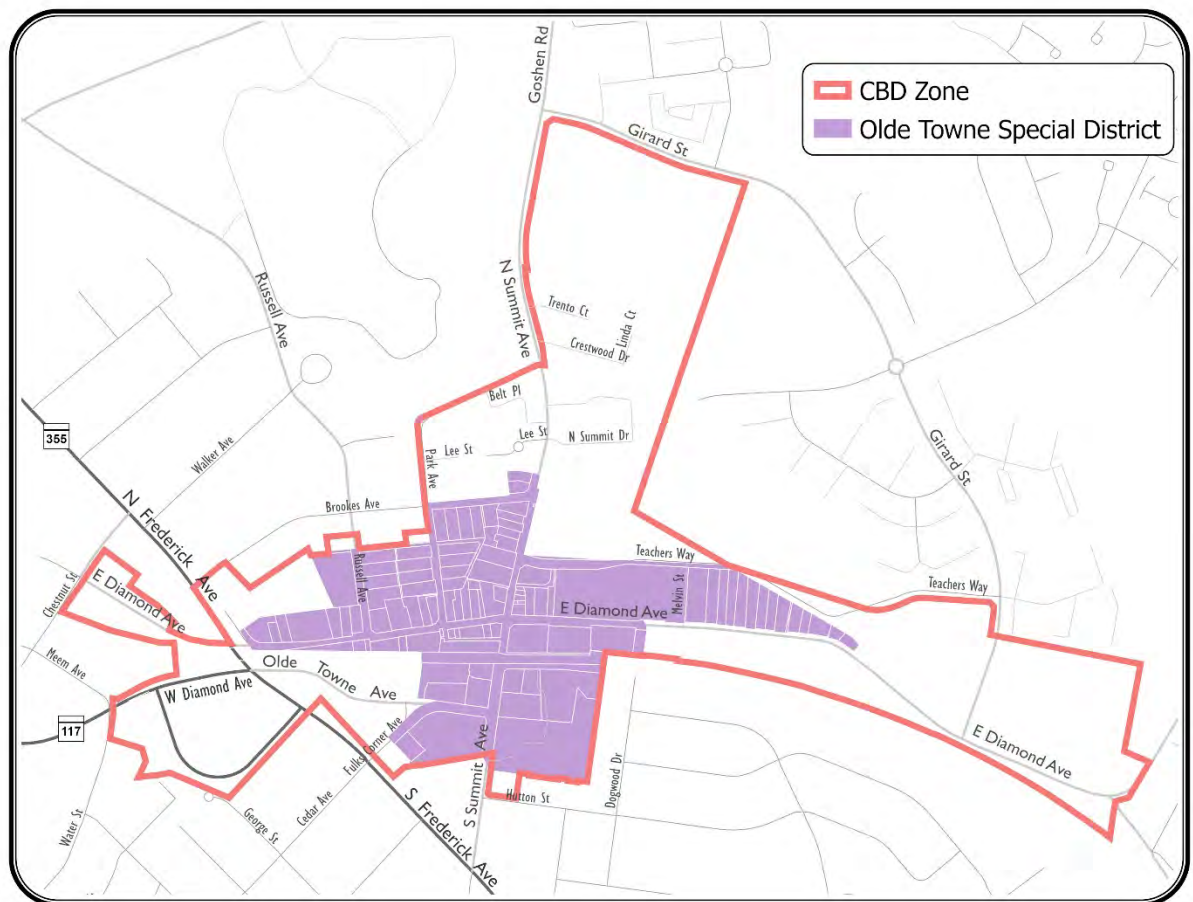 Goshen Rd
CBD Zone
Olde Towne Special District
Girard St
Russell Ave
N Summit Ave
Trento Ct
Linda Ct
Crestwood Dr
Belt Pl
355
Walker Ave
Park Ave
Lee St
Lee St
N Summit Dr
Girard St
N Frederick Ave
Brookes Ave
Russell Ave
Teachers Way
Teachers Way
Chestnut St
E Diamond Ave
E Diamond Ave
Melvin St
Meem Ave
Olde Towne Ave
W Diamond Ave
117
Fulks Corner Ave
S Summit Ave
E Diamond Ave
Water St
George St
Cedar Ave
S Frederick Ave
Hutton St
Dogwood Dr